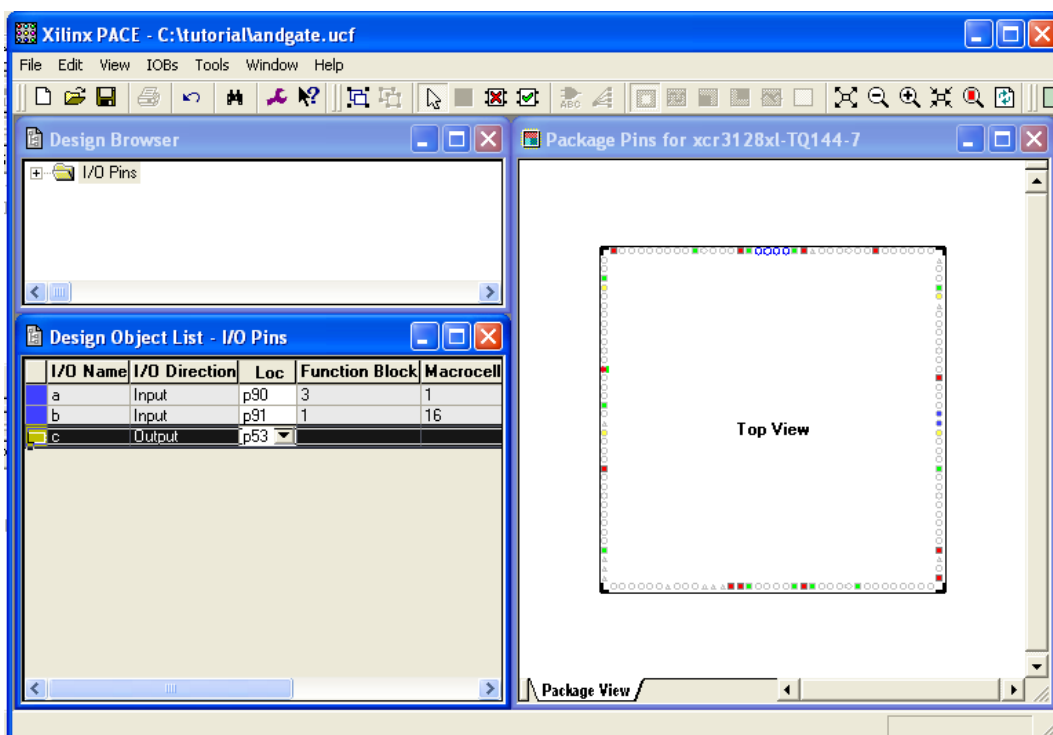 Xilinx PACE - C:\tutorial\andgate.ucf
File Edit View IOBs Tools Window Help
ABC
Design Browser
I/O Pins
Design Object List - I/O Pins
I/O Name I/O Direction Loc Function Block Macrocell
a Input p90 3 1
b Input p91 1 16
c Output p53
Package Pins for xcr3128xl-TQ144-7
Top View
Package View